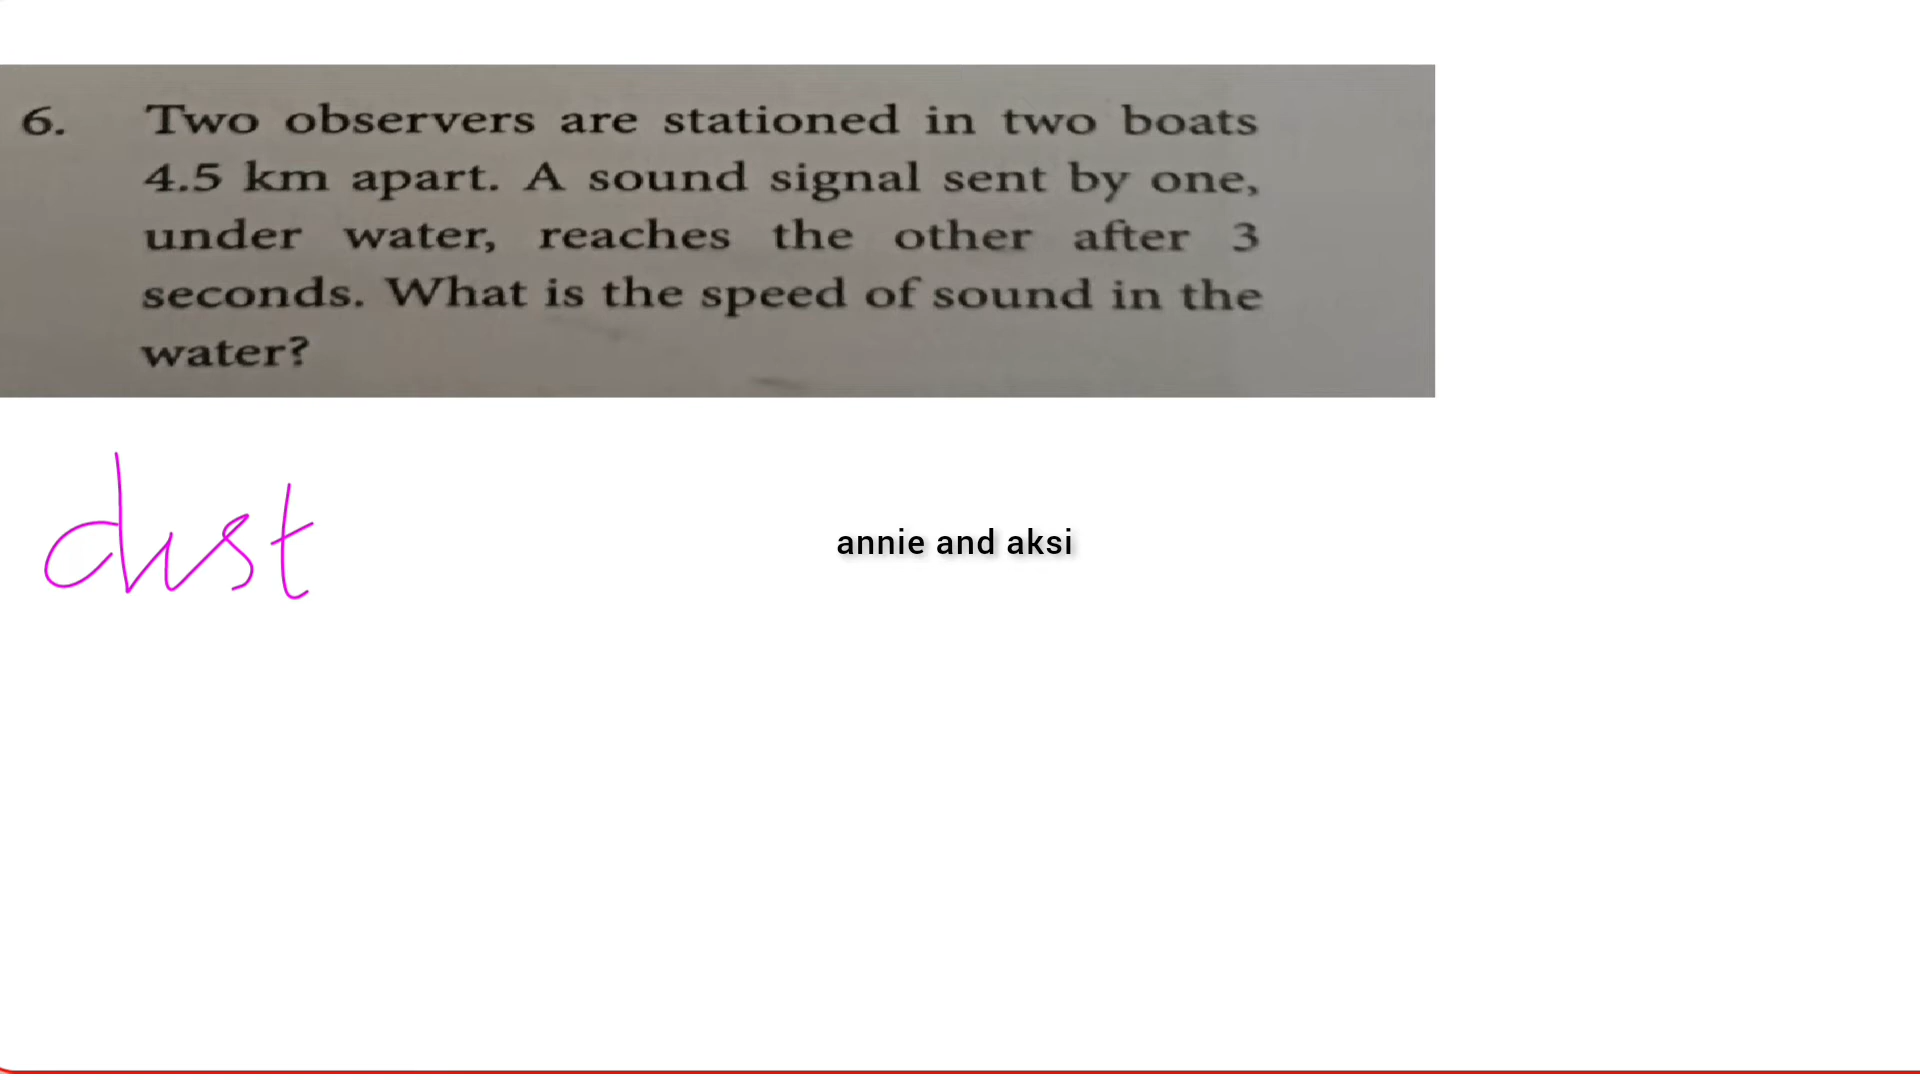 6. Two observers are stationed in two boats
4.5 km apart. A sound signal sent by one,
under water, reaches the other after 3
seconds. What is the speed of sound in the
water?
dist
annie and aksi